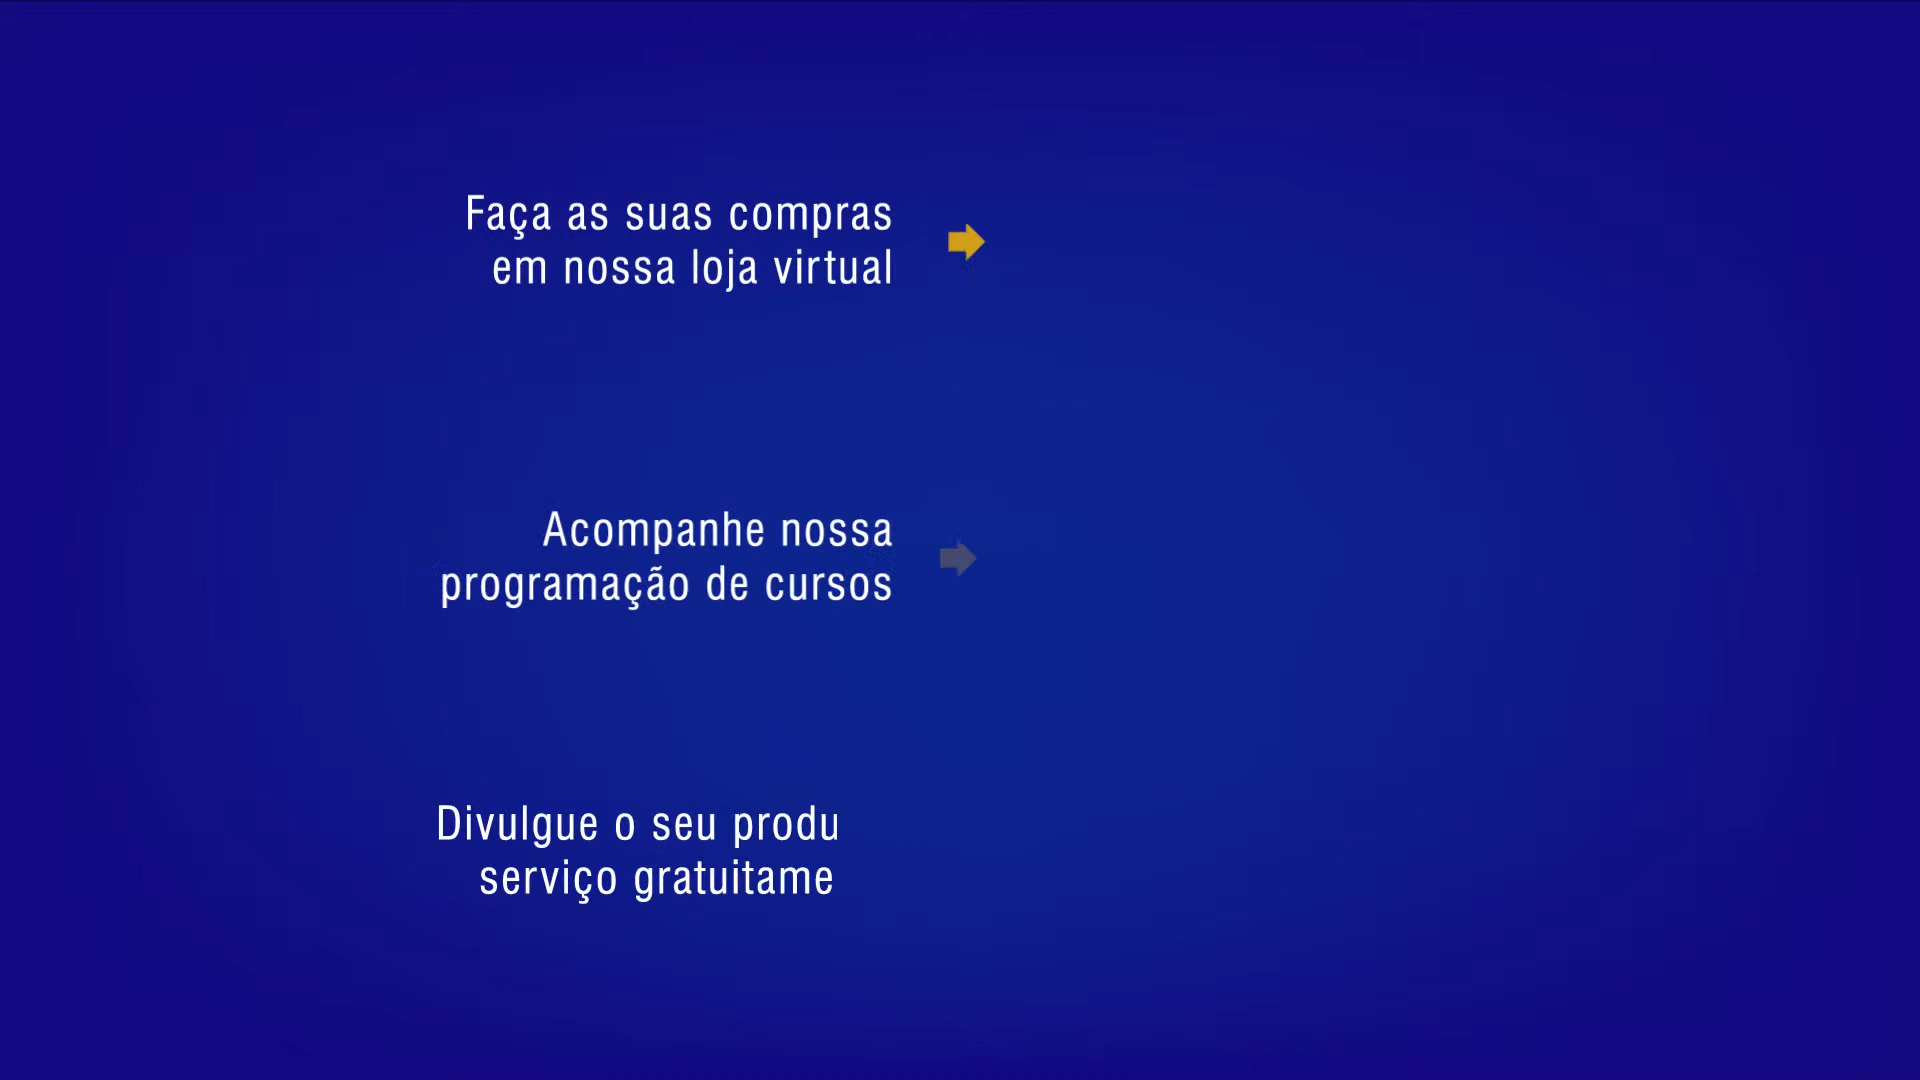 Faça as suas compras
em nossa loja virtual
Acompanhe nossa
programação de cursos
Divulgue o seu produ
serviço gratuitame